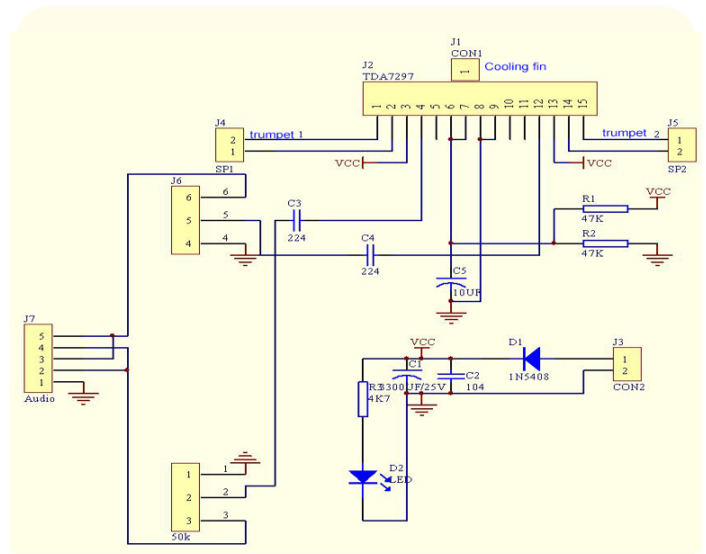 J1
CON1
1
Cooling fin
J2
TDA7297
1 2 3 4 5 6 7 8 9 10 11 12 13 14 15
J4
2 trumpet 1
1
SP1
J5
trumpet 2 1
2
SP2
VCC
VCC
J6
6 6
5 5
4 4
C3
224
C4
224
R1
47K
VCC
R2
47K
C5
10UF
J7
5
4
3
2
1
Audio
VCC
D1
1N5408
J3
1
2
CON2
C1
3300UF/25V
C2
104
R3
4K7
D2
LED
1 1
2 2
3 3
50k